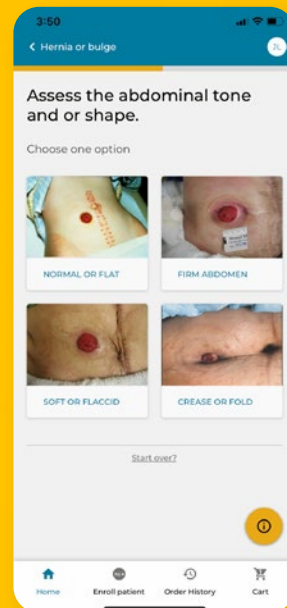 3:50
Hernia or bulge
JL
Assess the abdominal tone
and or shape.
Choose one option
NORMAL OR FLAT
FIRM ABDOMEN
SOFT OR FLACCID
CREASE OR FOLD
Start over?
Home
Enroll patient
Order History
Cart